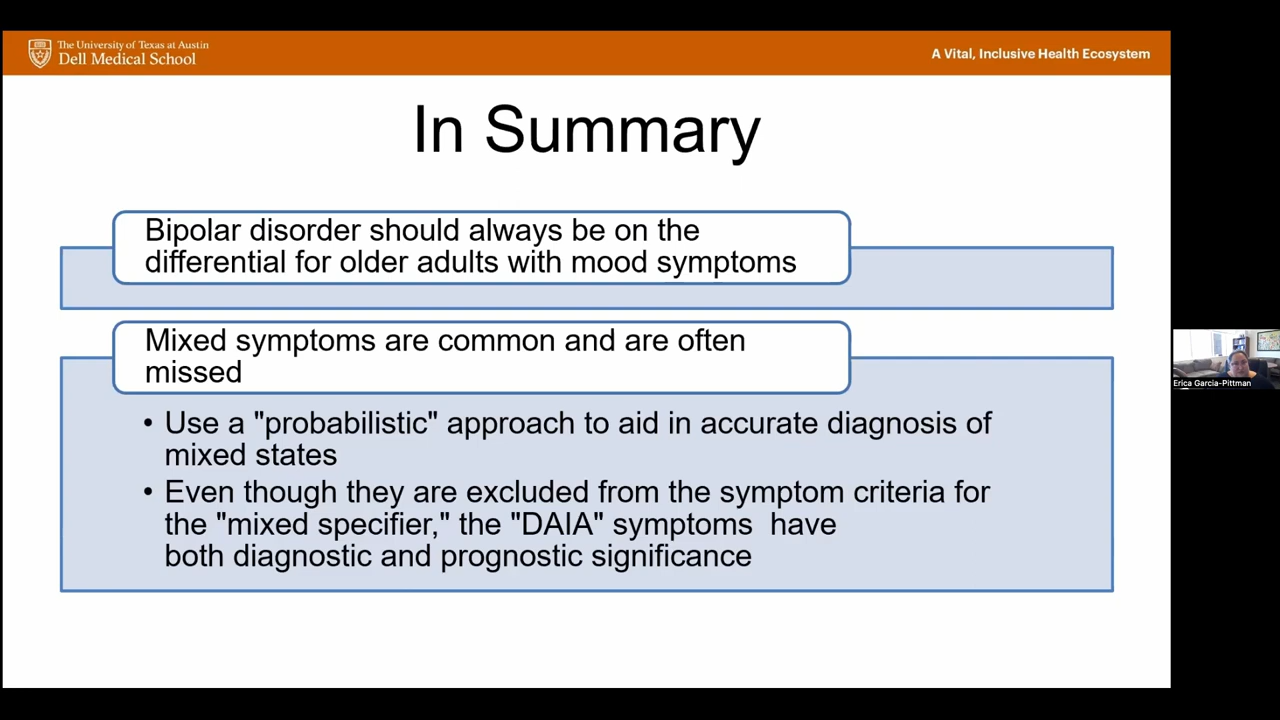 The University of Texas at Austin
Dell Medical School
A Vital, Inclusive Health Ecosystem
In Summary
Bipolar disorder should always be on the
differential for older adults with mood symptoms
Mixed symptoms are common and are often
missed
• Use a "probabilistic" approach to aid in accurate diagnosis of
mixed states
• Even though they are excluded from the symptom criteria for
the "mixed specifier," the "DAIA" symptoms  have
both diagnostic and prognostic significance
Erica Garcia-Pittman